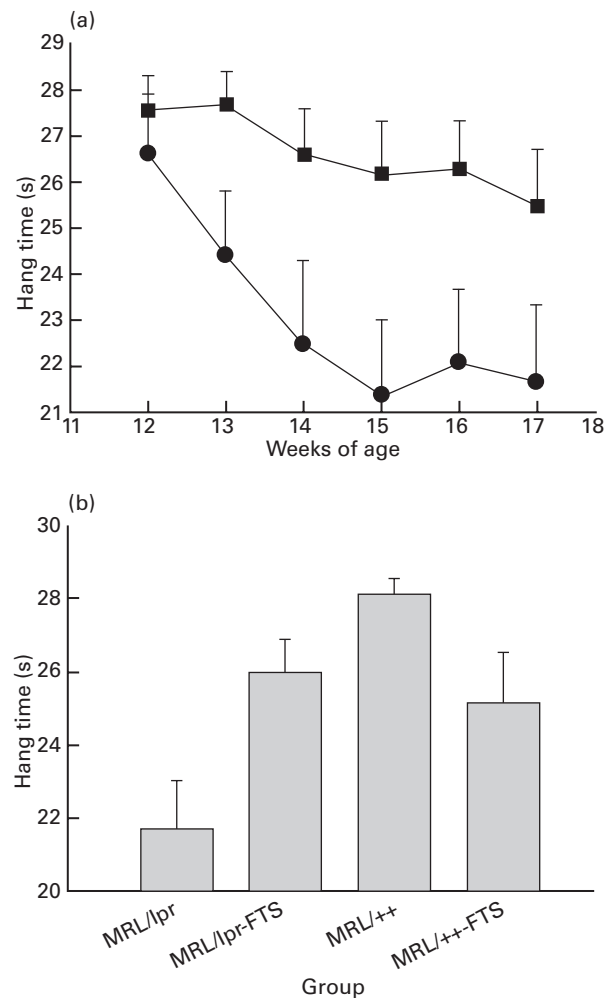 (a)
29
28
27
26
25
24
23
22
21
Hang time (s)
11 12 13 14 15 16 17 18
Weeks of age
(b)
30
28
26
24
22
20
Hang time (s)
MRL/lpr MRL/lpr-FTS MRL/++ MRL/++-FTS
Group